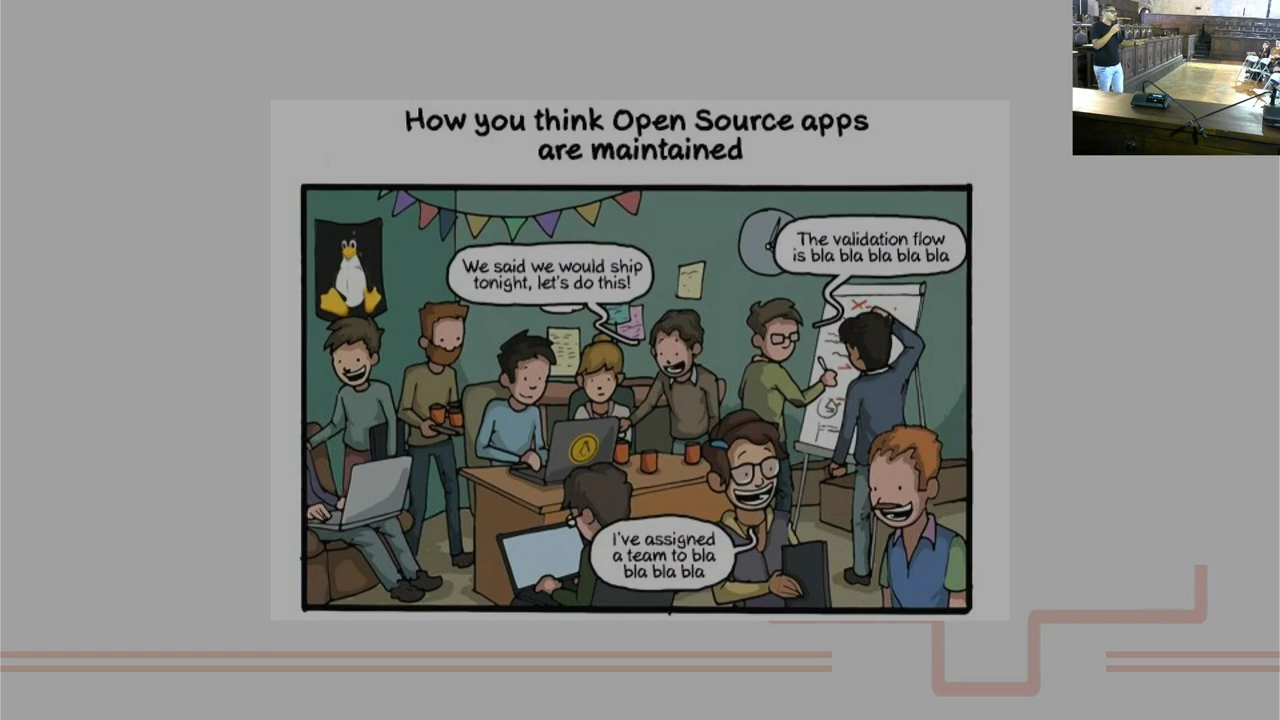 How you think Open Source apps
are maintained
We said we would ship
tonight, let's do this!
The validation flow
is bla bla bla bla bla
I've assigned
a team to bla
bla bla bla